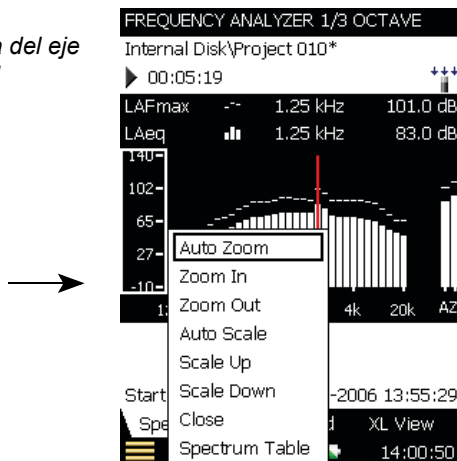 del eje
FREQUENCY ANALYZER 1/3 OCTAVE
Internal Disk\Project 010*
00:05:19
LAFmax 1.25 kHz 101.0 dB
LAeq 1.25 kHz 83.0 dB
140
102
65
27
-10
4k 20k AZ
Auto Zoom
Zoom In
Zoom Out
Auto Scale
Scale Up
Scale Down
Close
Spectrum Table
Start -2006 13:55:29
Spe XL View
14:00:50